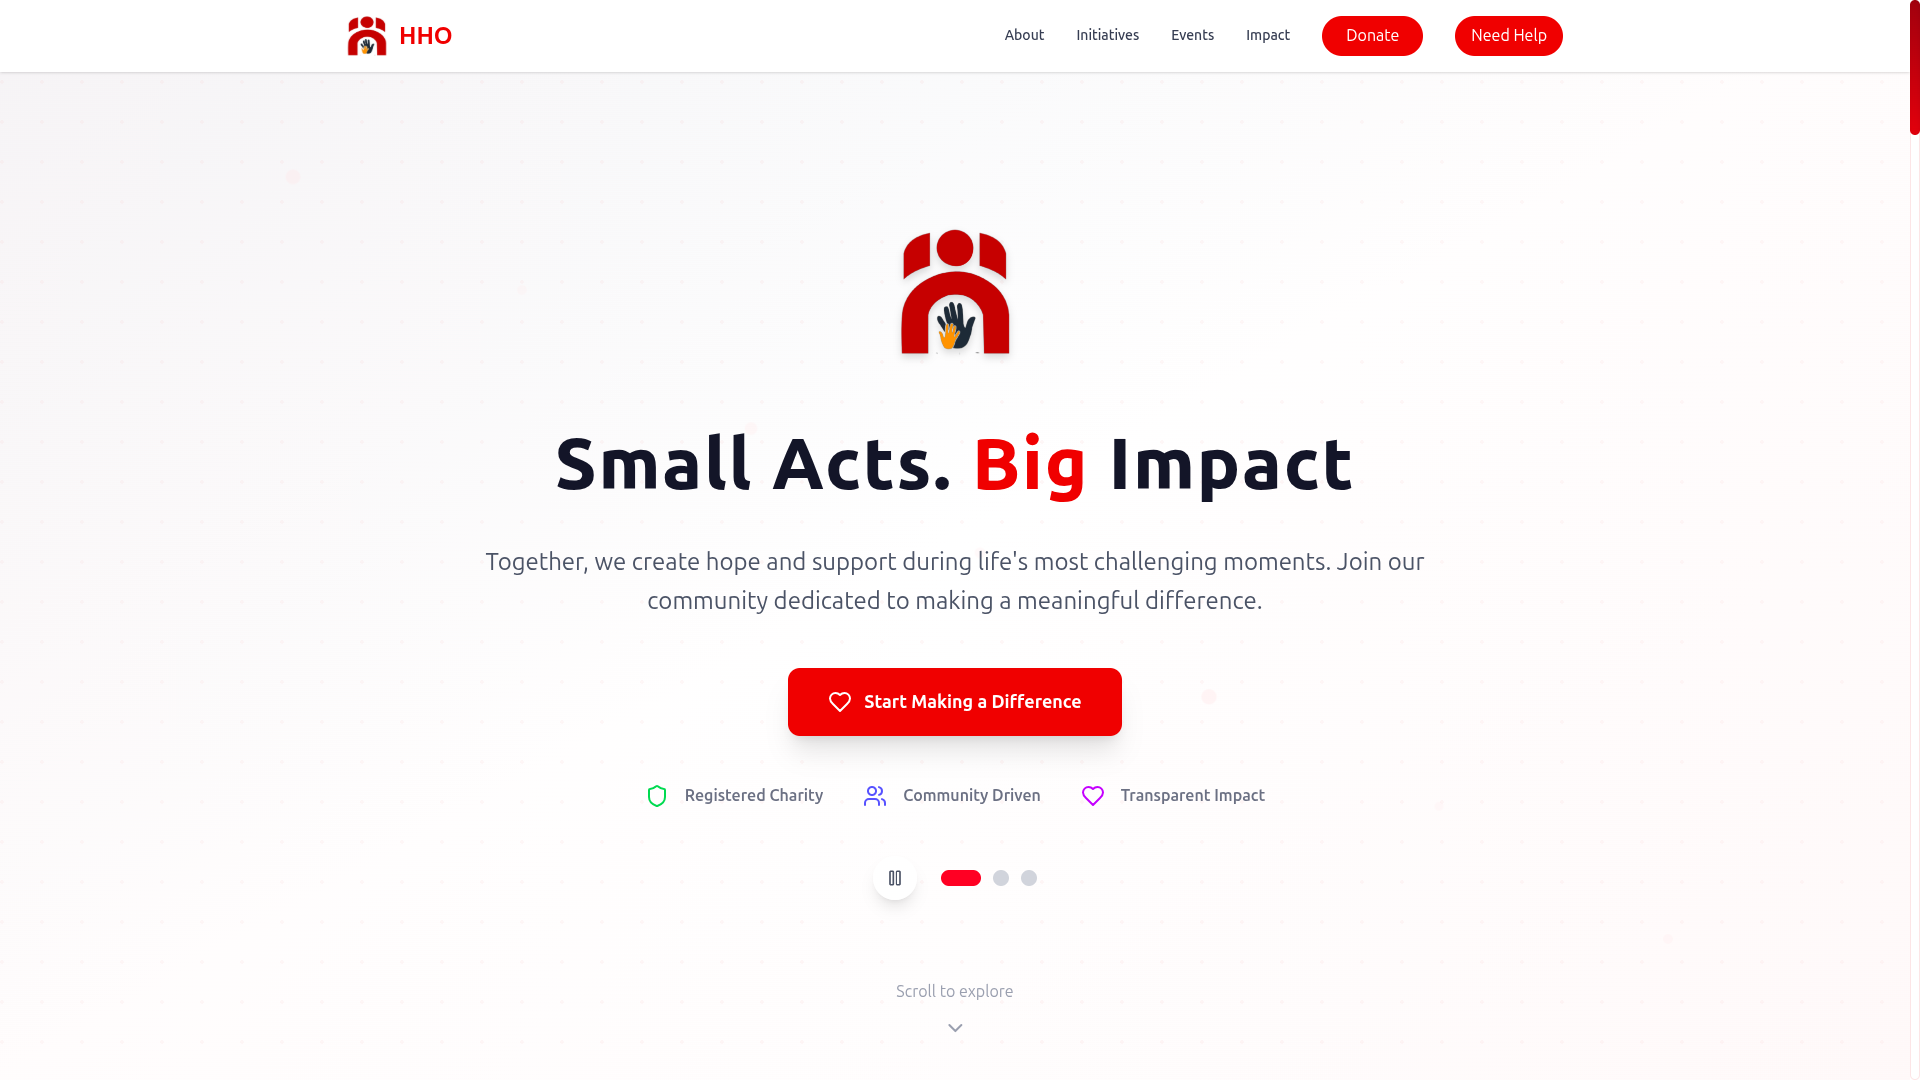 HHO
About
Initiatives
Events
Impact
Donate
Need Help
Small Acts. Big Impact
Together, we create hope and support during life's most challenging moments. Join our
community dedicated to making a meaningful difference.
Start Making a Difference
Registered Charity
Community Driven
Transparent Impact
Scroll to explore